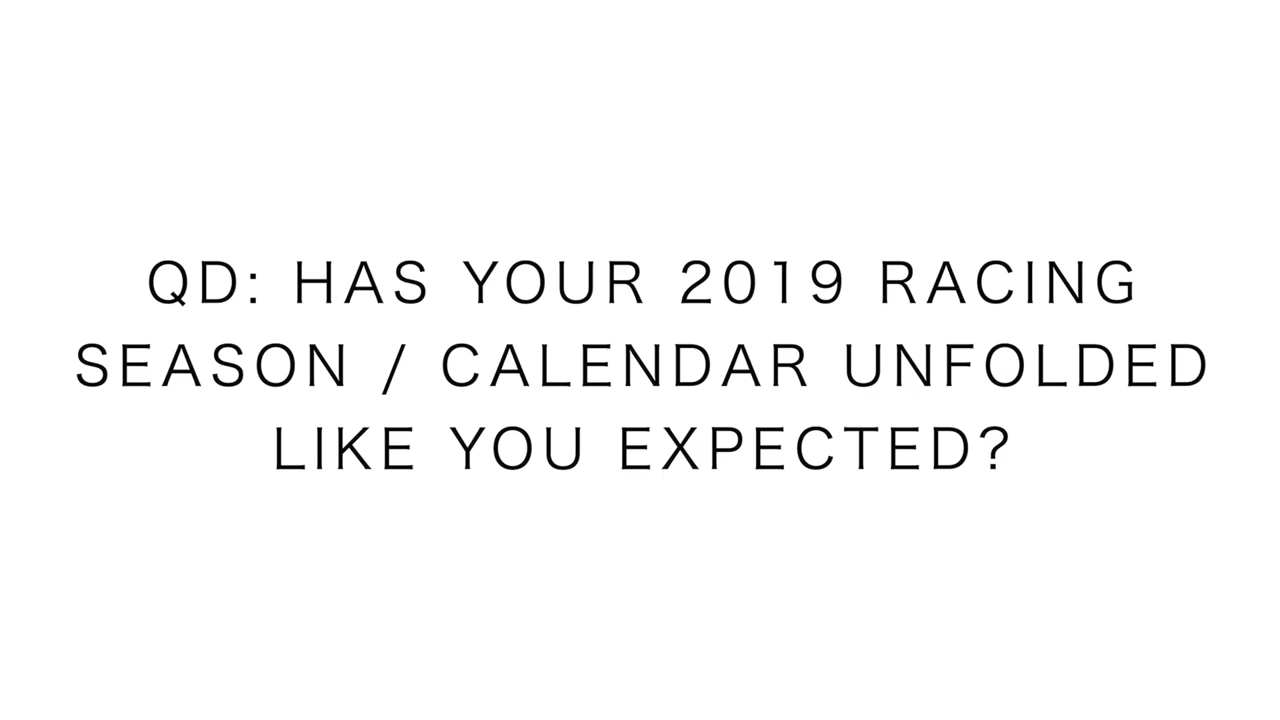 QD: HAS YOUR 2019 RACING
SEASON / CALENDAR UNFOLDED
LIKE YOU EXPECTED?